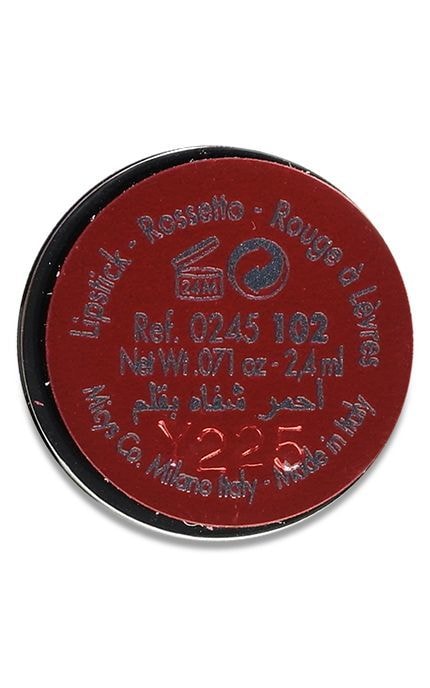 Lipstick - Rossetto - Rouge à Lèvres
24M
Ref. 0245 102
Net Wt .071 oz - 2,4 ml
احمر شفاه بقلم
Y225
Micys Co. Milano Italy - Made in Italy